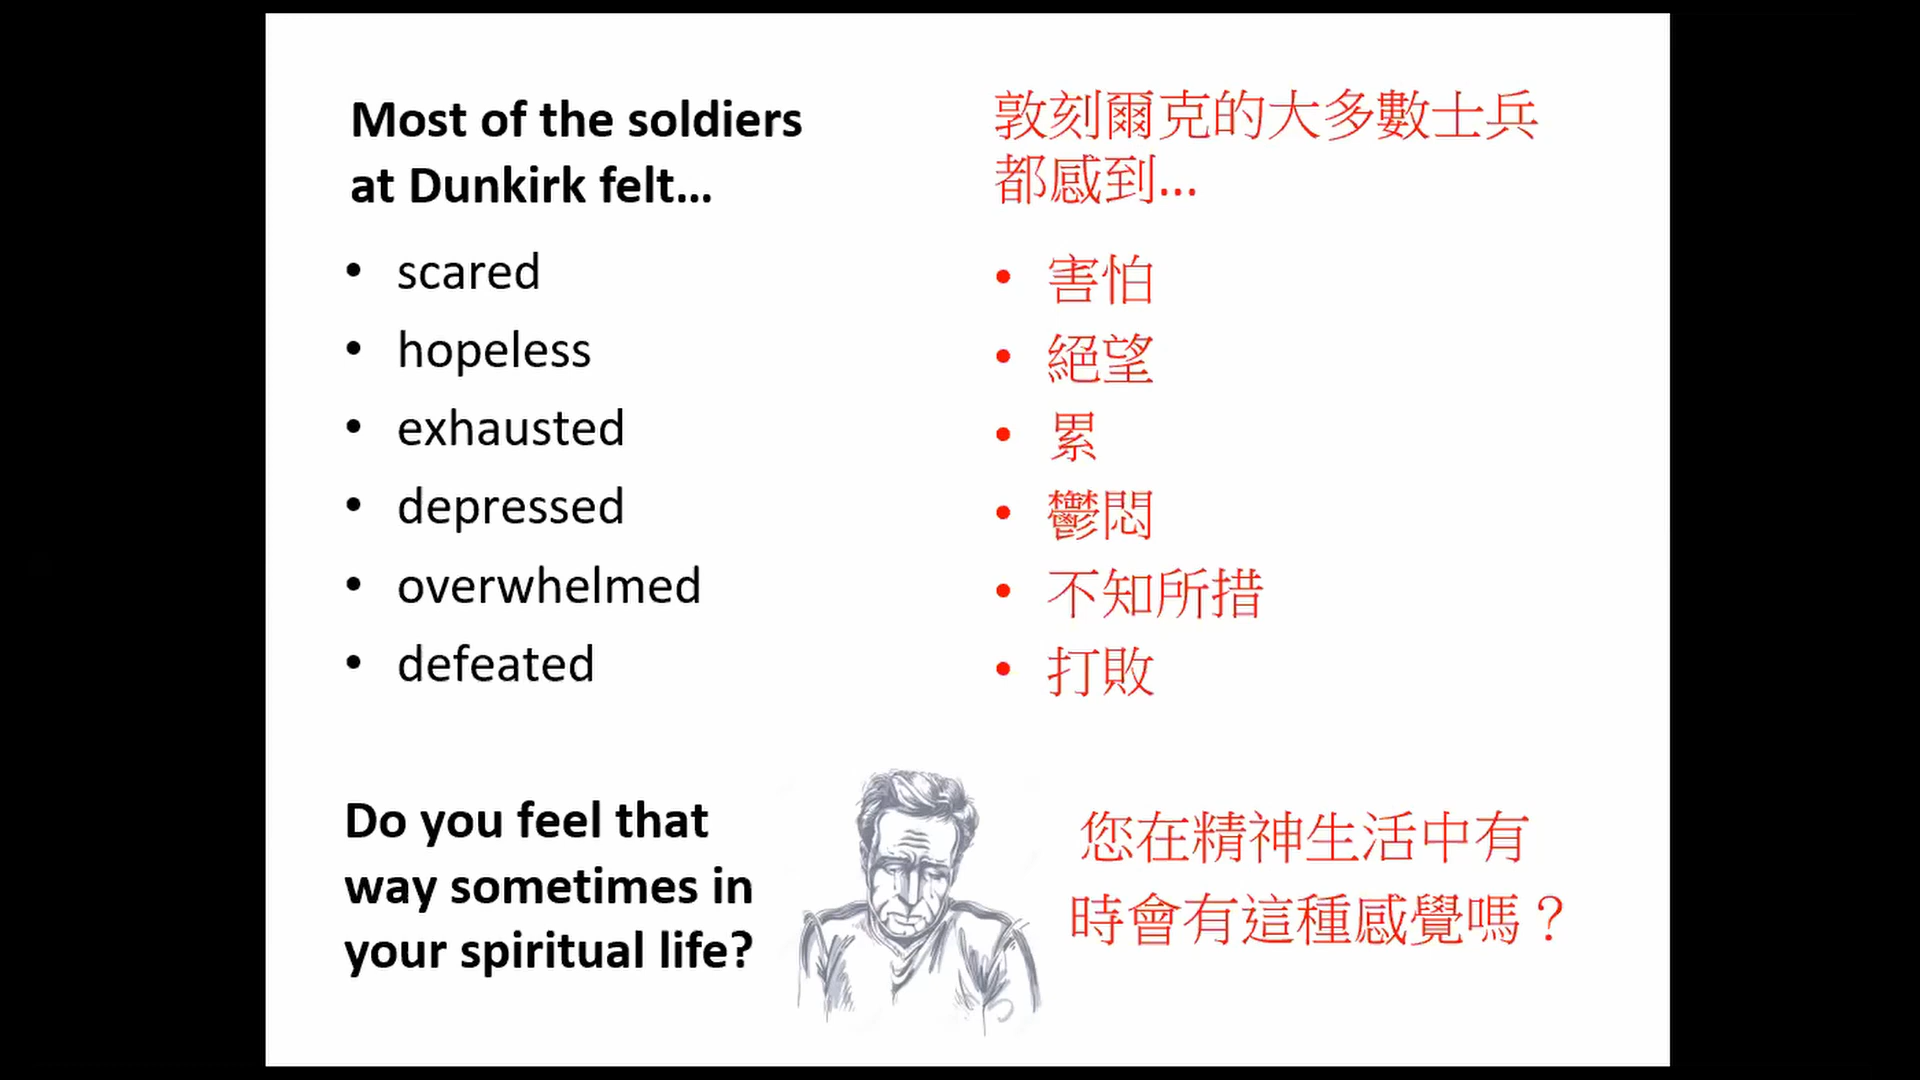 Most of the soldiers
at Dunkirk felt...
• scared
• hopeless
• exhausted
• depressed
• overwhelmed
• defeated
Do you feel that
way sometimes in
your spiritual life?
敦刻爾克的大多數士兵
都感到...
• 害怕
• 絕望
• 累
• 鬱悶
• 不知所措
• 打敗
您在精神生活中有
時會有這種感覺嗎？